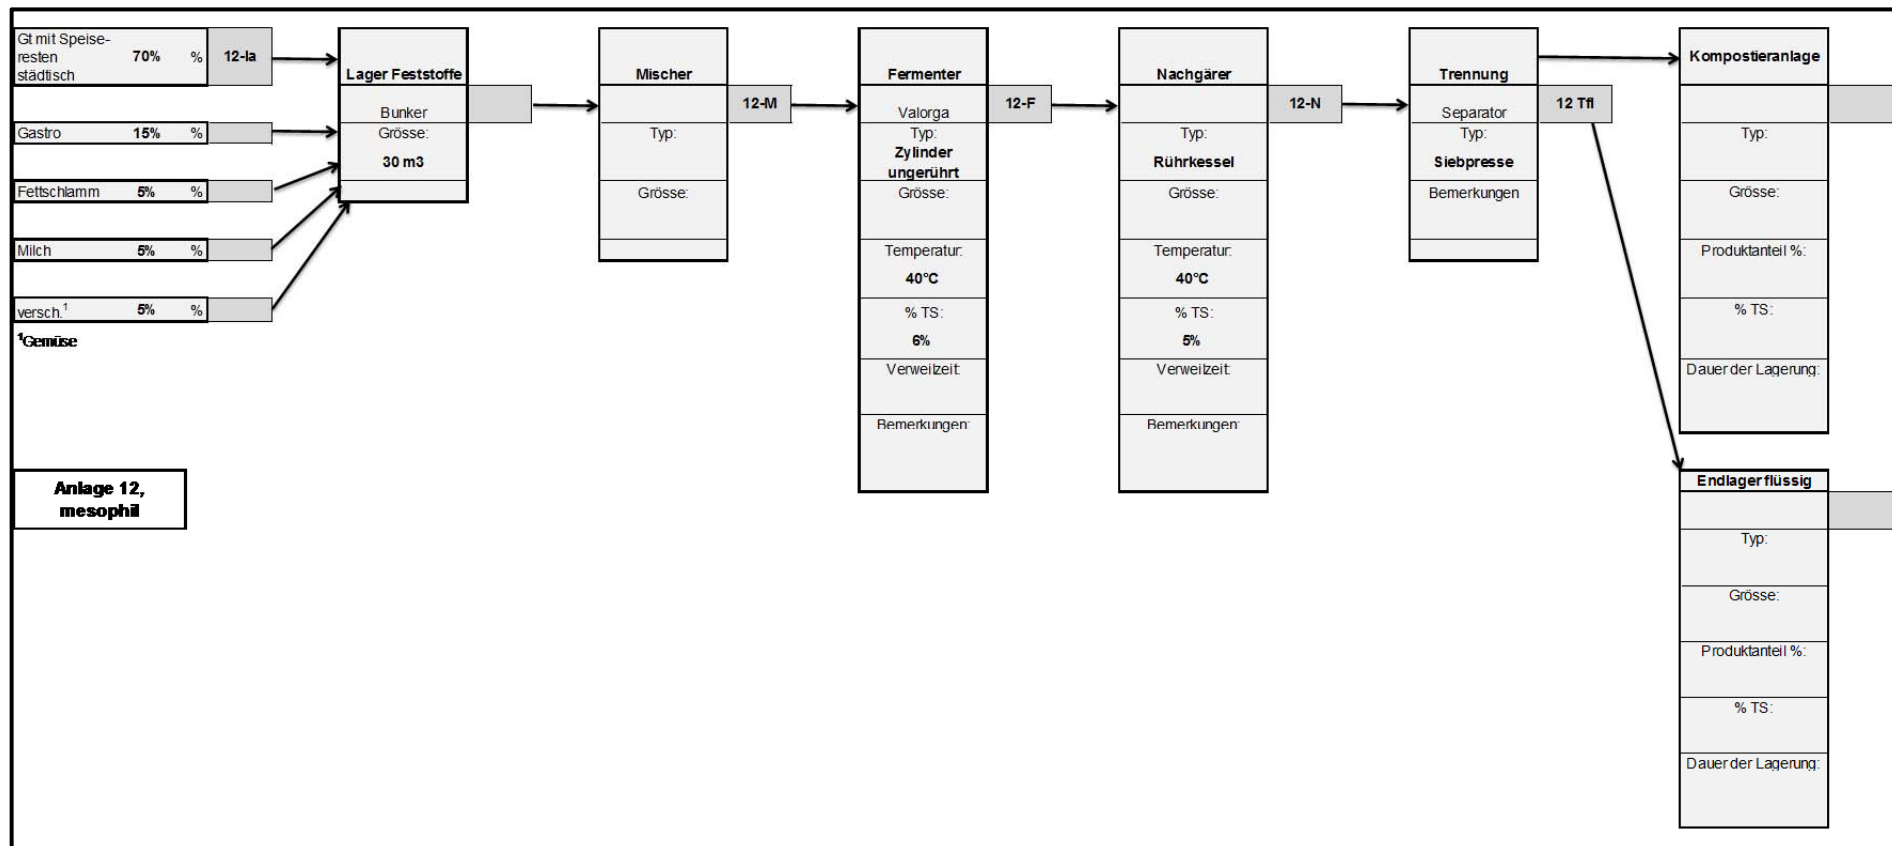 Gt mit Speise-
resten 70% % 12-Ia
städtisch
Gastro 15% %
Fettschlamm 5% %
Milch 5% %
versch.¹ 5% %
¹Gemüse
Anlage 12,
mesophil
Lager Feststoffe
Bunker
Grösse:
30 m3
Mischer
12-M
Typ:
Grösse:
Fermenter
Valorga
12-F
Typ:
Zylinder
ungerührt
Grösse:
Temperatur:
40°C
% TS:
6%
Verweilzeit:
Bemerkungen:
Nachgärer
12-N
Typ:
Rührkessel
Grösse:
Temperatur:
40°C
% TS:
5%
Verweilzeit:
Bemerkungen:
Trennung
Separator
12 Tfl
Typ:
Siebpresse
Bemerkungen
Kompostieranlage
Typ:
Grösse:
Produktanteil %:
% TS:
Dauer der Lagerung:
Endlager flüssig
Typ:
Grösse:
Produktanteil %:
% TS:
Dauer der Lagerung: